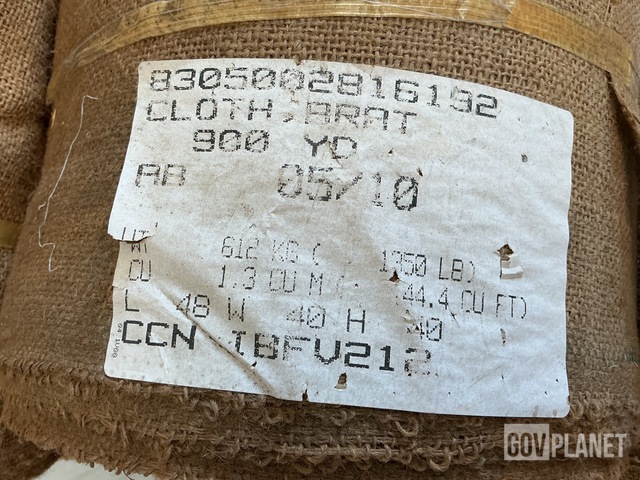 8305002816192
CLOTH, BRAT
900 YD
AB 05/10
WT 612 KG ( 1350 LB)
CU 1.3 CU M ( 44.4 CU FT)
L 48 W 40 H 40
CCN IBFV212
GOVPLANET